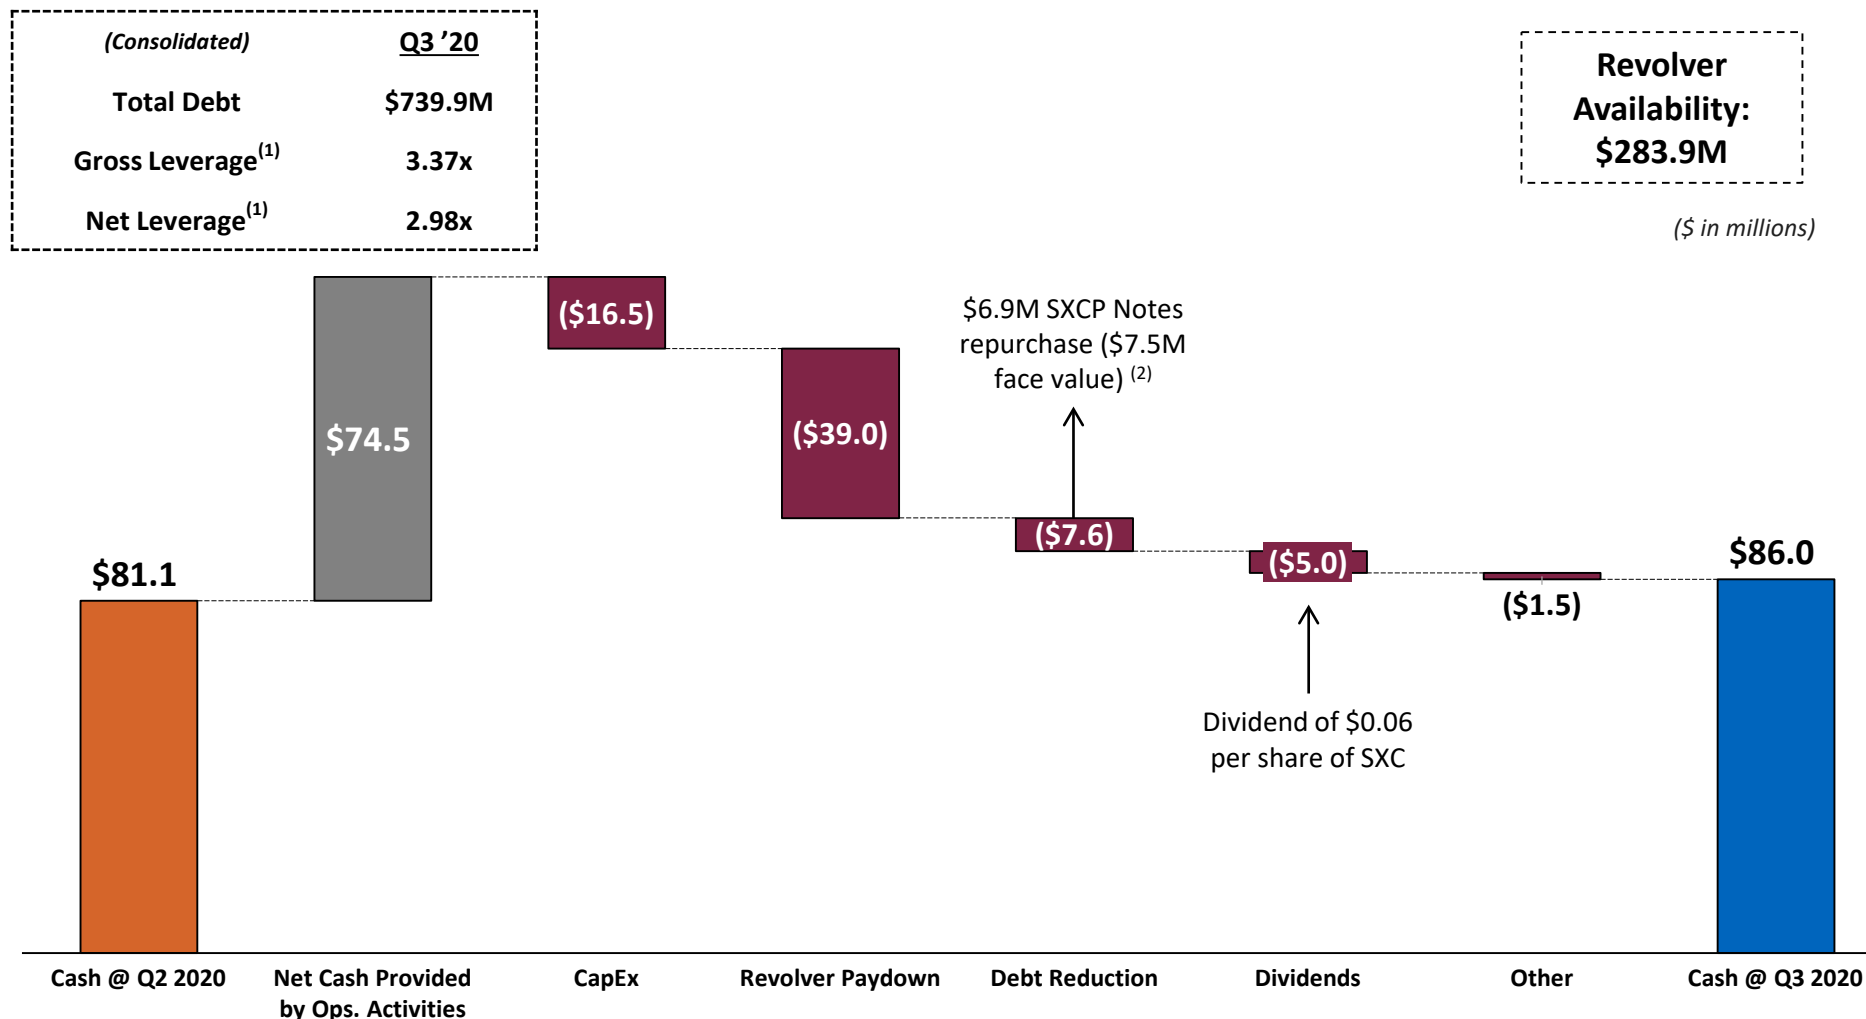 (Consolidated) Q3 ’20
Total Debt $739.9M
Gross Leverage(1) 3.37x
Net Leverage(1) 2.98x
Revolver
Availability:
$283.9M
($ in millions)
$81.1
$74.5
($16.5)
($39.0)
$6.9M SXCP Notes
repurchase ($7.5M
face value) (2)
($7.6)
($5.0)
Dividend of $0.06
per share of SXC
($1.5)
$86.0
Cash @ Q2 2020
Net Cash Provided
by Ops. Activities
CapEx
Revolver Paydown
Debt Reduction
Dividends
Other
Cash @ Q3 2020